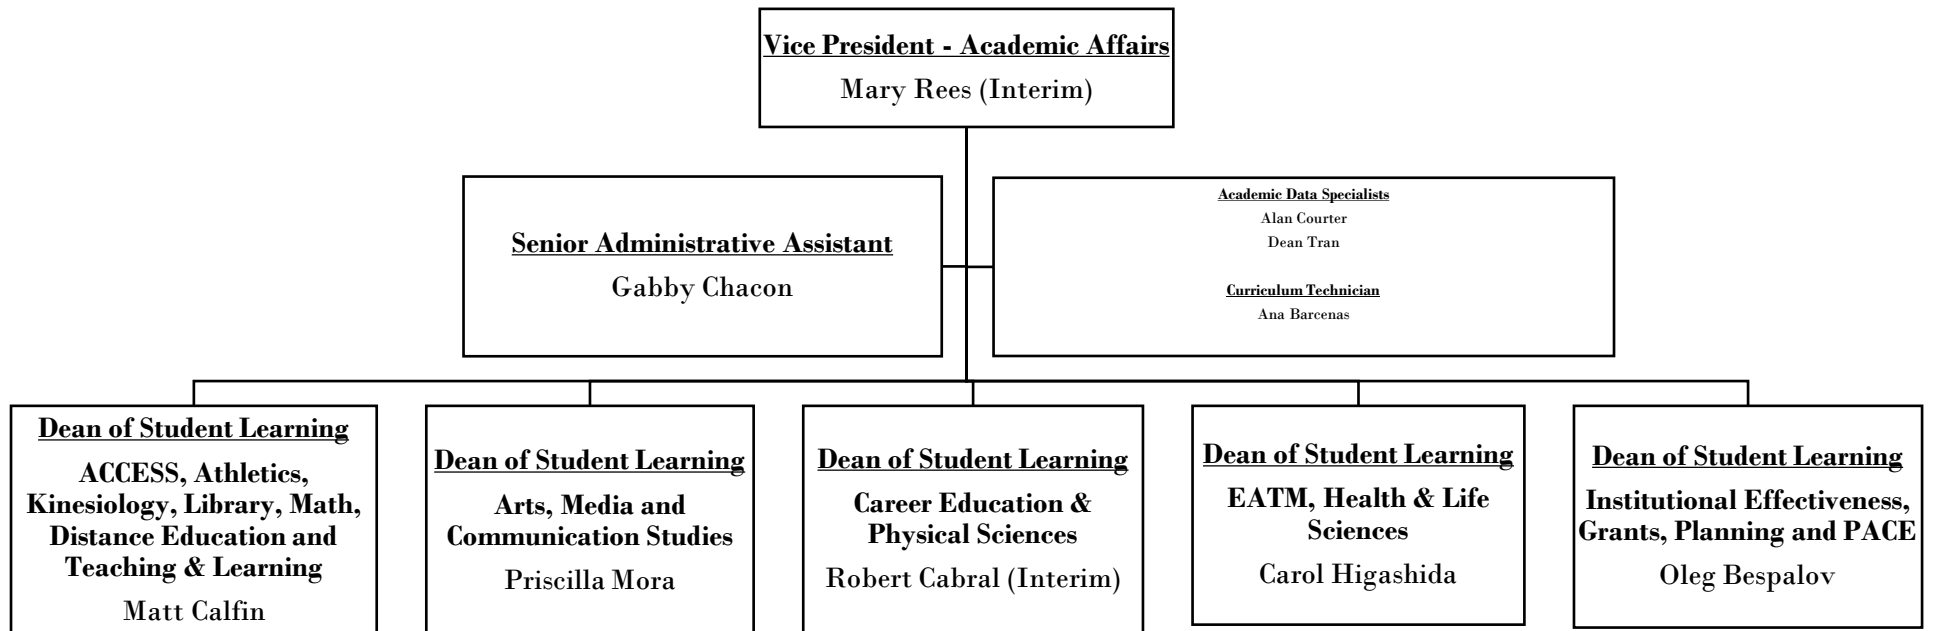 Vice President - Academic Affairs
Mary Rees (Interim)
Senior Administrative Assistant
Gabby Chacon
Academic Data Specialists
Alan Courter
Dean Tran
Curriculum Technician
Ana Barcenas
Dean of Student Learning
ACCESS, Athletics,
Kinesiology, Library, Math,
Distance Education and
Teaching & Learning
Matt Calfin
Dean of Student Learning
Arts, Media and
Communication Studies
Priscilla Mora
Dean of Student Learning
Career Education &
Physical Sciences
Robert Cabral (Interim)
Dean of Student Learning
EATM, Health & Life
Sciences
Carol Higashida
Dean of Student Learning
Institutional Effectiveness,
Grants, Planning and PACE
Oleg Bespalov